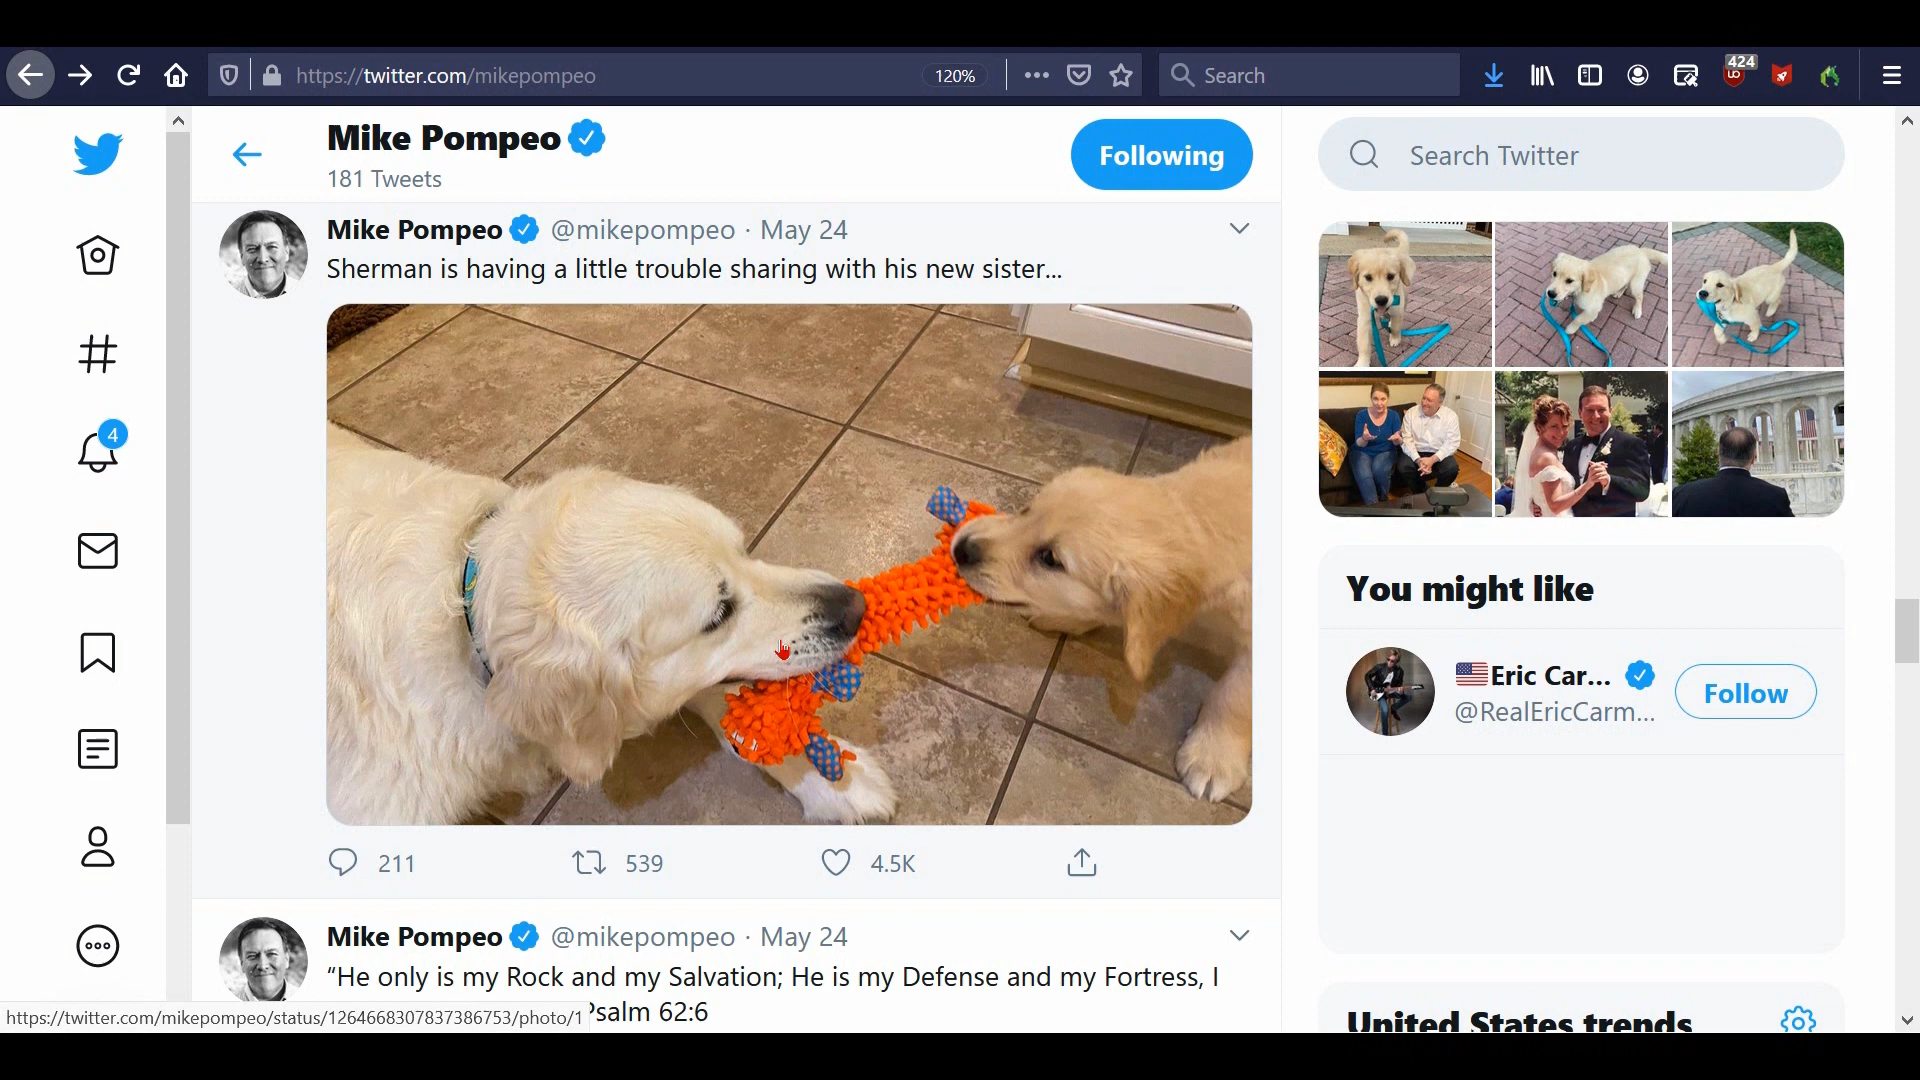 https://twitter.com/mikepompeo
120%
Search
424
Mike Pompeo
181 Tweets
Following
Search Twitter
Mike Pompeo @mikepompeo · May 24
Sherman is having a little trouble sharing with his new sister...
4
211 539 4.5K
You might like
Eric Car...
@RealEricCarm...
Follow
Mike Pompeo @mikepompeo · May 24
“He only is my Rock and my Salvation; He is my Defense and my Fortress, I
Psalm 62:6
https://twitter.com/mikepompeo/status/1264668307837386753/photo/1
United States trends